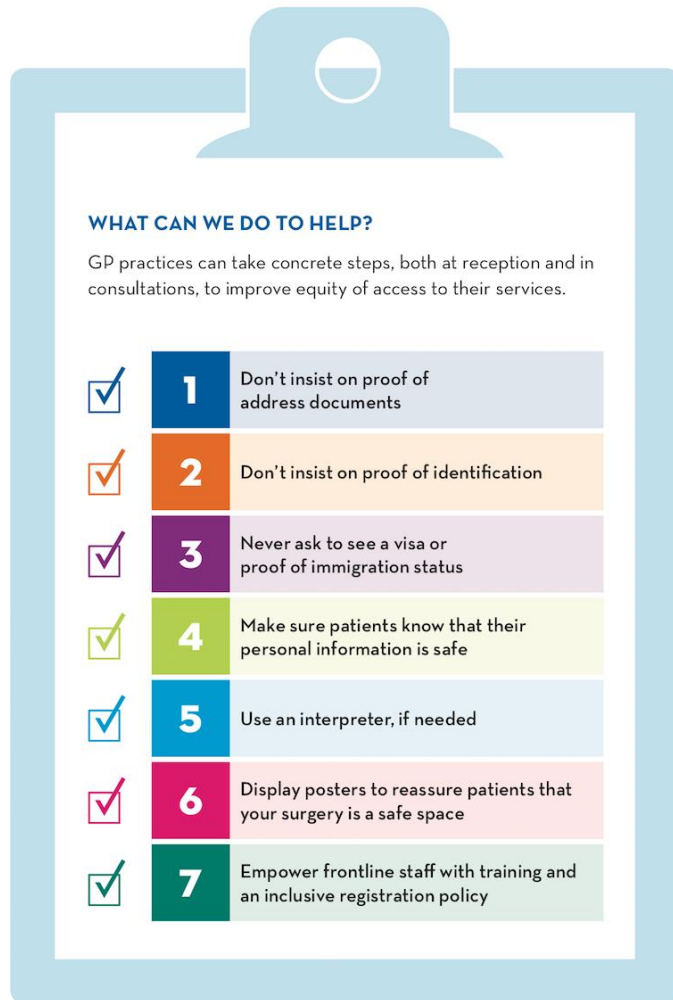 WHAT CAN WE DO TO HELP?
GP practices can take concrete steps, both at reception and in
consultations, to improve equity of access to their services.
1
Don't insist on proof of
address documents
2
Don't insist on proof of identification
3
Never ask to see a visa or
proof of immigration status
4
Make sure patients know that their
personal information is safe
5
Use an interpreter, if needed
6
Display posters to reassure patients that
your surgery is a safe space
7
Empower frontline staff with training and
an inclusive registration policy